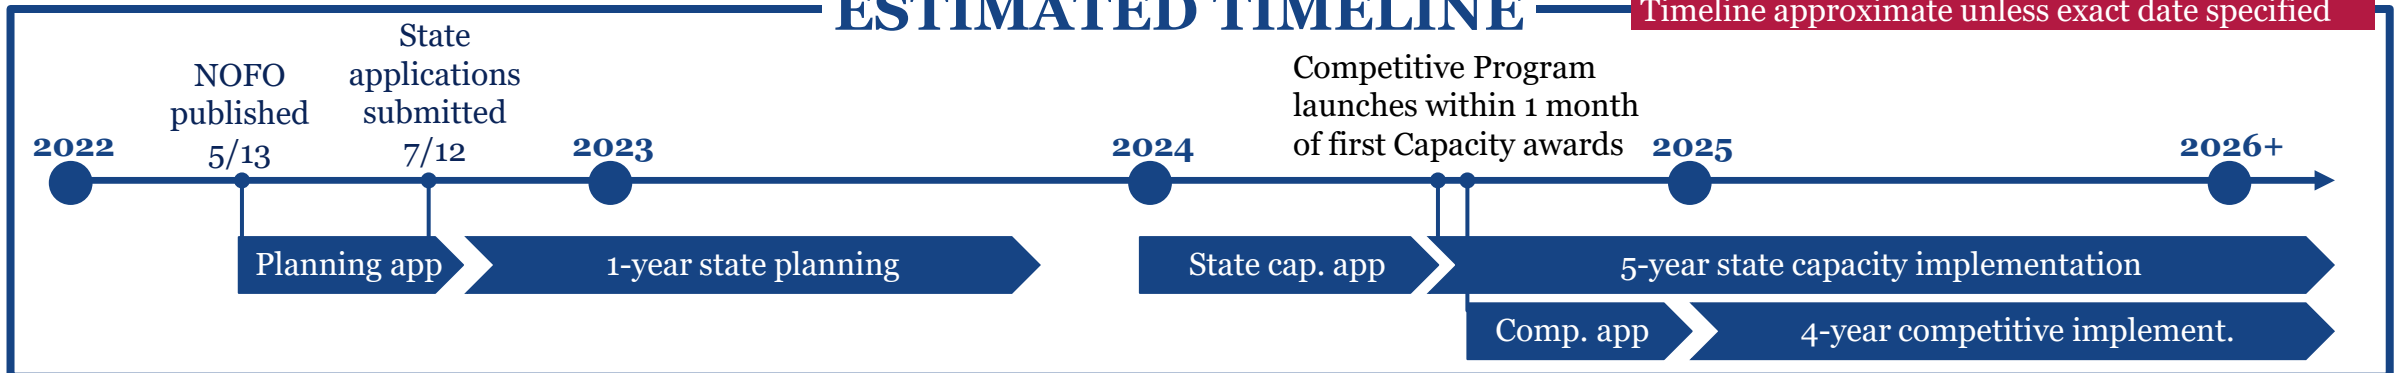 ESTIMATED TIMELINE
Timeline approximate unless exact date specified
2022
NOFO
published
5/13
State
applications
submitted
7/12
2023
2024
Competitive Program
launches within 1 month
of first Capacity awards
2025
2026+
Planning app
1-year state planning
State cap. app
5-year state capacity implementation
Comp. app
4-year competitive implement.